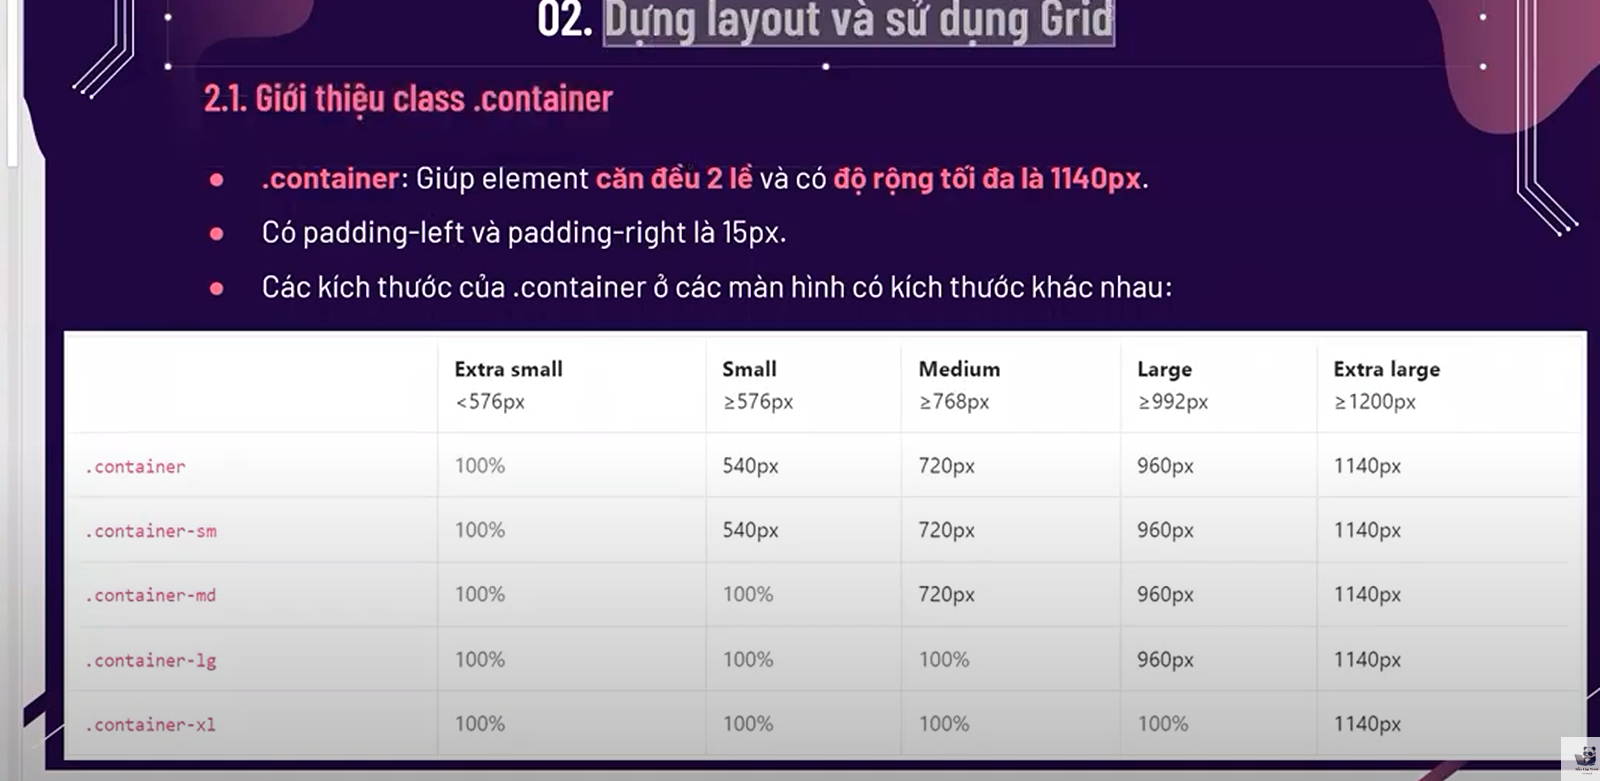 02. Dựng layout và sử dụng Grid
2.1. Giới thiệu class .container
.container: Giúp element căn đều 2 lề và có độ rộng tối đa là 1140px.
Có padding-left và padding-right là 15px.
Các kích thước của .container ở các màn hình có kích thước khác nhau:
Extra small Small Medium Large Extra large
<576px ≥576px ≥768px ≥992px ≥1200px
.container 100% 540px 720px 960px 1140px
.container-sm 100% 540px 720px 960px 1140px
.container-md 100% 100% 720px 960px 1140px
.container-lg 100% 100% 100% 960px 1140px
.container-xl 100% 100% 100% 100% 1140px